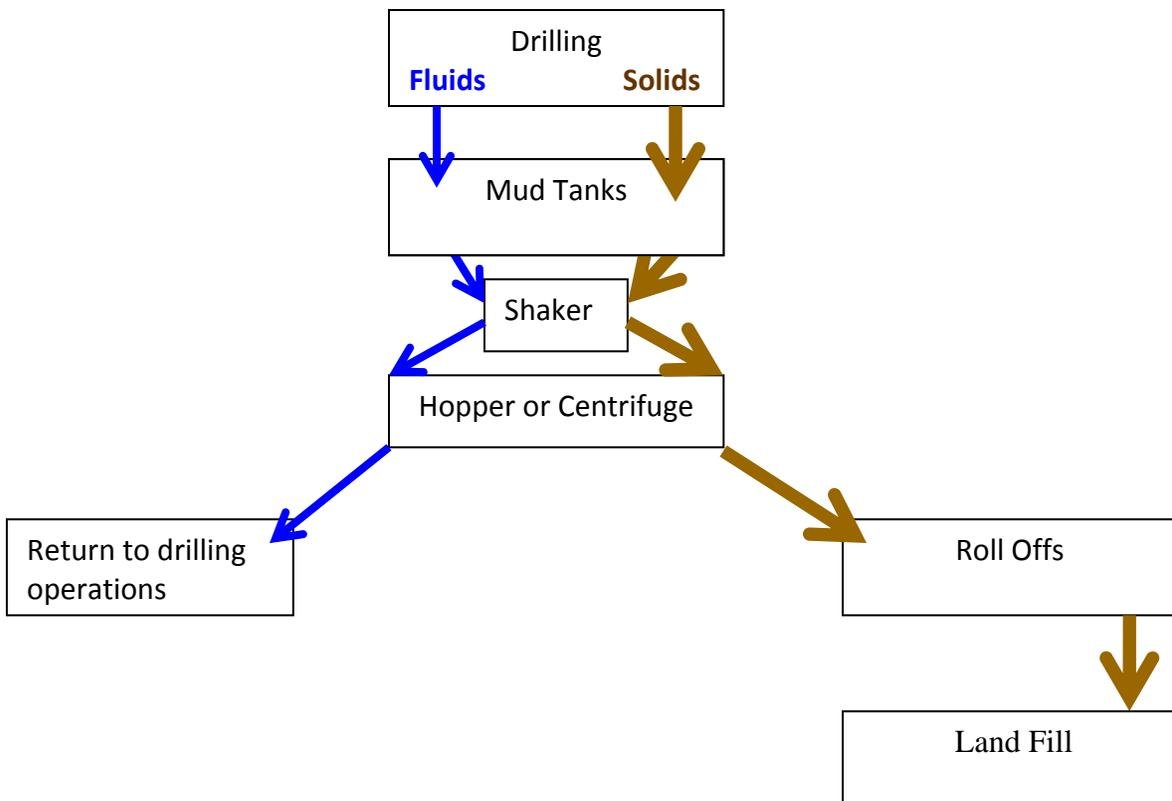 Drilling
Fluids Solids
Mud Tanks
Shaker
Hopper or Centrifuge
Return to drilling
operations
Roll Offs
Land Fill